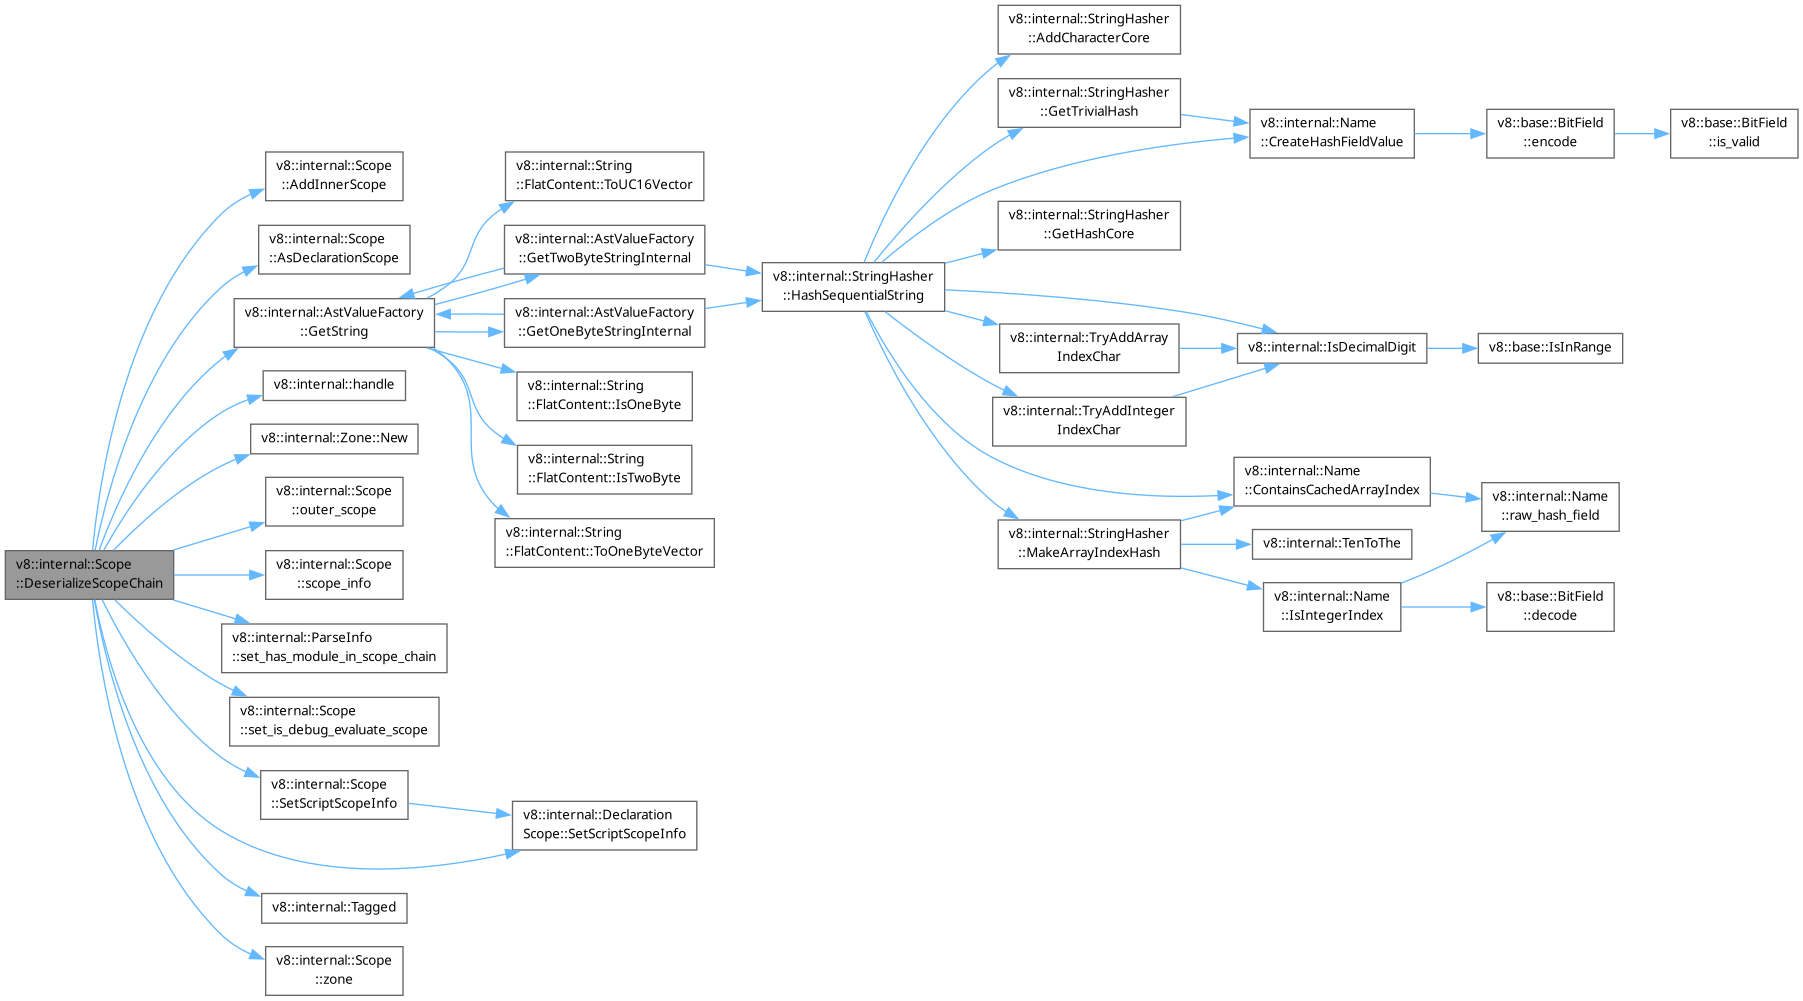 v8::internal::Scope
::DeserializeScopeChain
v8::internal::Scope
::AddInnerScope
v8::internal::Scope
::AsDeclarationScope
v8::internal::AstValueFactory
::GetString
v8::internal::handle
v8::internal::Zone::New
v8::internal::Scope
::outer_scope
v8::internal::Scope
::scope_info
v8::internal::ParseInfo
::set_has_module_in_scope_chain
v8::internal::Scope
::set_is_debug_evaluate_scope
v8::internal::Scope
::SetScriptScopeInfo
v8::internal::Tagged
v8::internal::Scope
::zone
v8::internal::String
::FlatContent::ToUC16Vector
v8::internal::AstValueFactory
::GetTwoByteStringInternal
v8::internal::AstValueFactory
::GetOneByteStringInternal
v8::internal::String
::FlatContent::IsOneByte
v8::internal::String
::FlatContent::IsTwoByte
v8::internal::String
::FlatContent::ToOneByteVector
v8::internal::Declaration
Scope::SetScriptScopeInfo
v8::internal::StringHasher
::HashSequentialString
v8::internal::StringHasher
::AddCharacterCore
v8::internal::StringHasher
::GetTrivialHash
v8::internal::StringHasher
::GetHashCore
v8::internal::TryAddArray
IndexChar
v8::internal::TryAddInteger
IndexChar
v8::internal::StringHasher
::MakeArrayIndexHash
v8::internal::Name
::CreateHashFieldValue
v8::internal::IsDecimalDigit
v8::internal::Name
::ContainsCachedArrayIndex
v8::internal::TenToThe
v8::internal::Name
::IsIntegerIndex
v8::base::BitField
::encode
v8::base::IsInRange
v8::internal::Name
::raw_hash_field
v8::base::BitField
::decode
v8::base::BitField
::is_valid